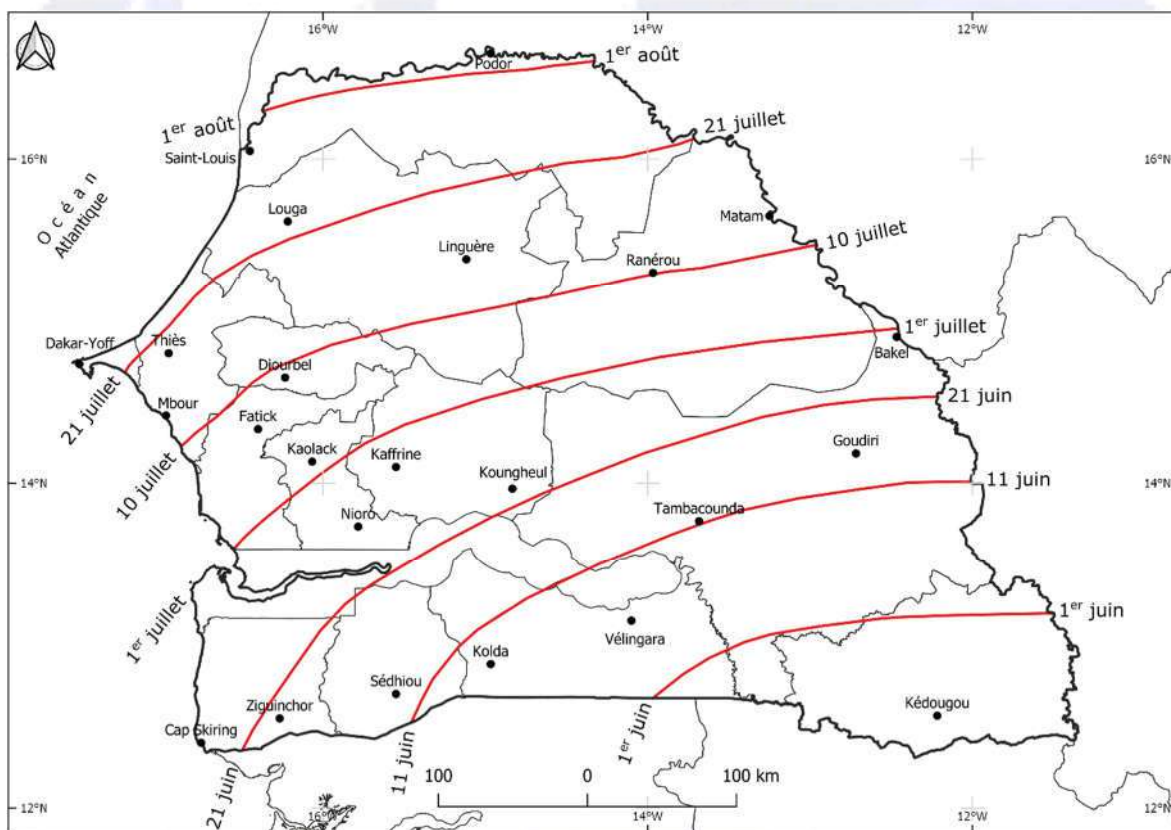 16°W 14°W 12°W
Podor
1er août
1er août
21 juillet
Saint-Louis
16°N 16°N
Océan
Atlantique
Louga
Matam
10 juillet
Linguère
Ranérou
1er juillet
Bakel
Dakar-Yoff
Thiès
Diourbel
21 juillet
Mbour
21 juin
Fatick
Goudiri
Kaolack
Kaffrine
14°N 14°N
10 juillet
Koungheul
11 juin
Tambacounda
Nioro
1er juillet
1er juin
Vélingara
Kolda
Sédhiou
Ziguinchor
Kédougou
Cap Skiring
21 juin
11 juin
1er juin
100 0 100 km
12°N 12°N
16°W 14°W 12°W